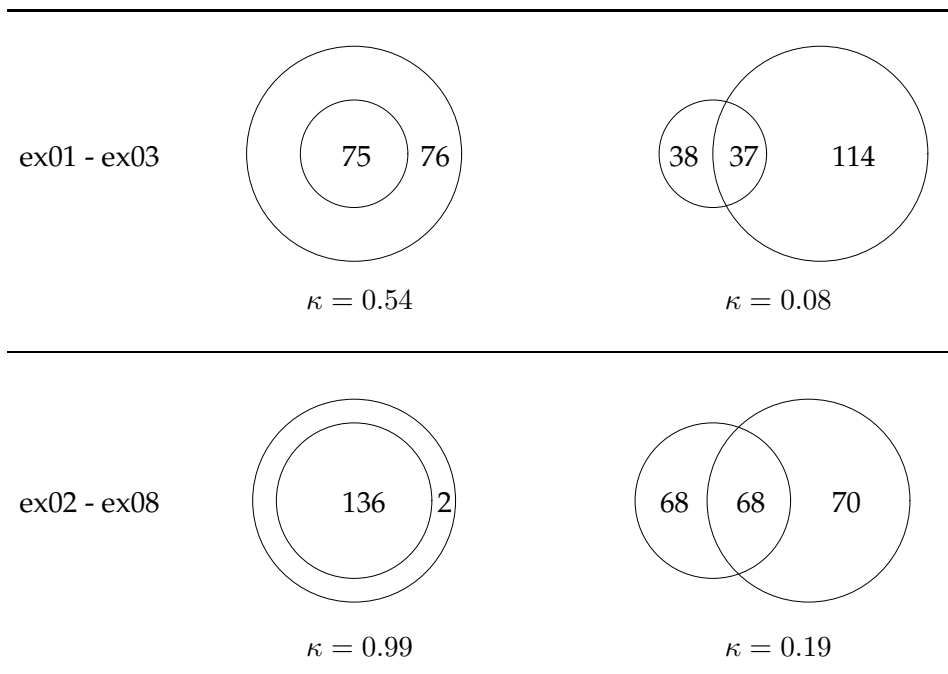 ex01 - ex03 75 76 38 37 114
κ = 0.54 κ = 0.08
ex02 - ex08 136 2 68 68 70
κ = 0.99 κ = 0.19